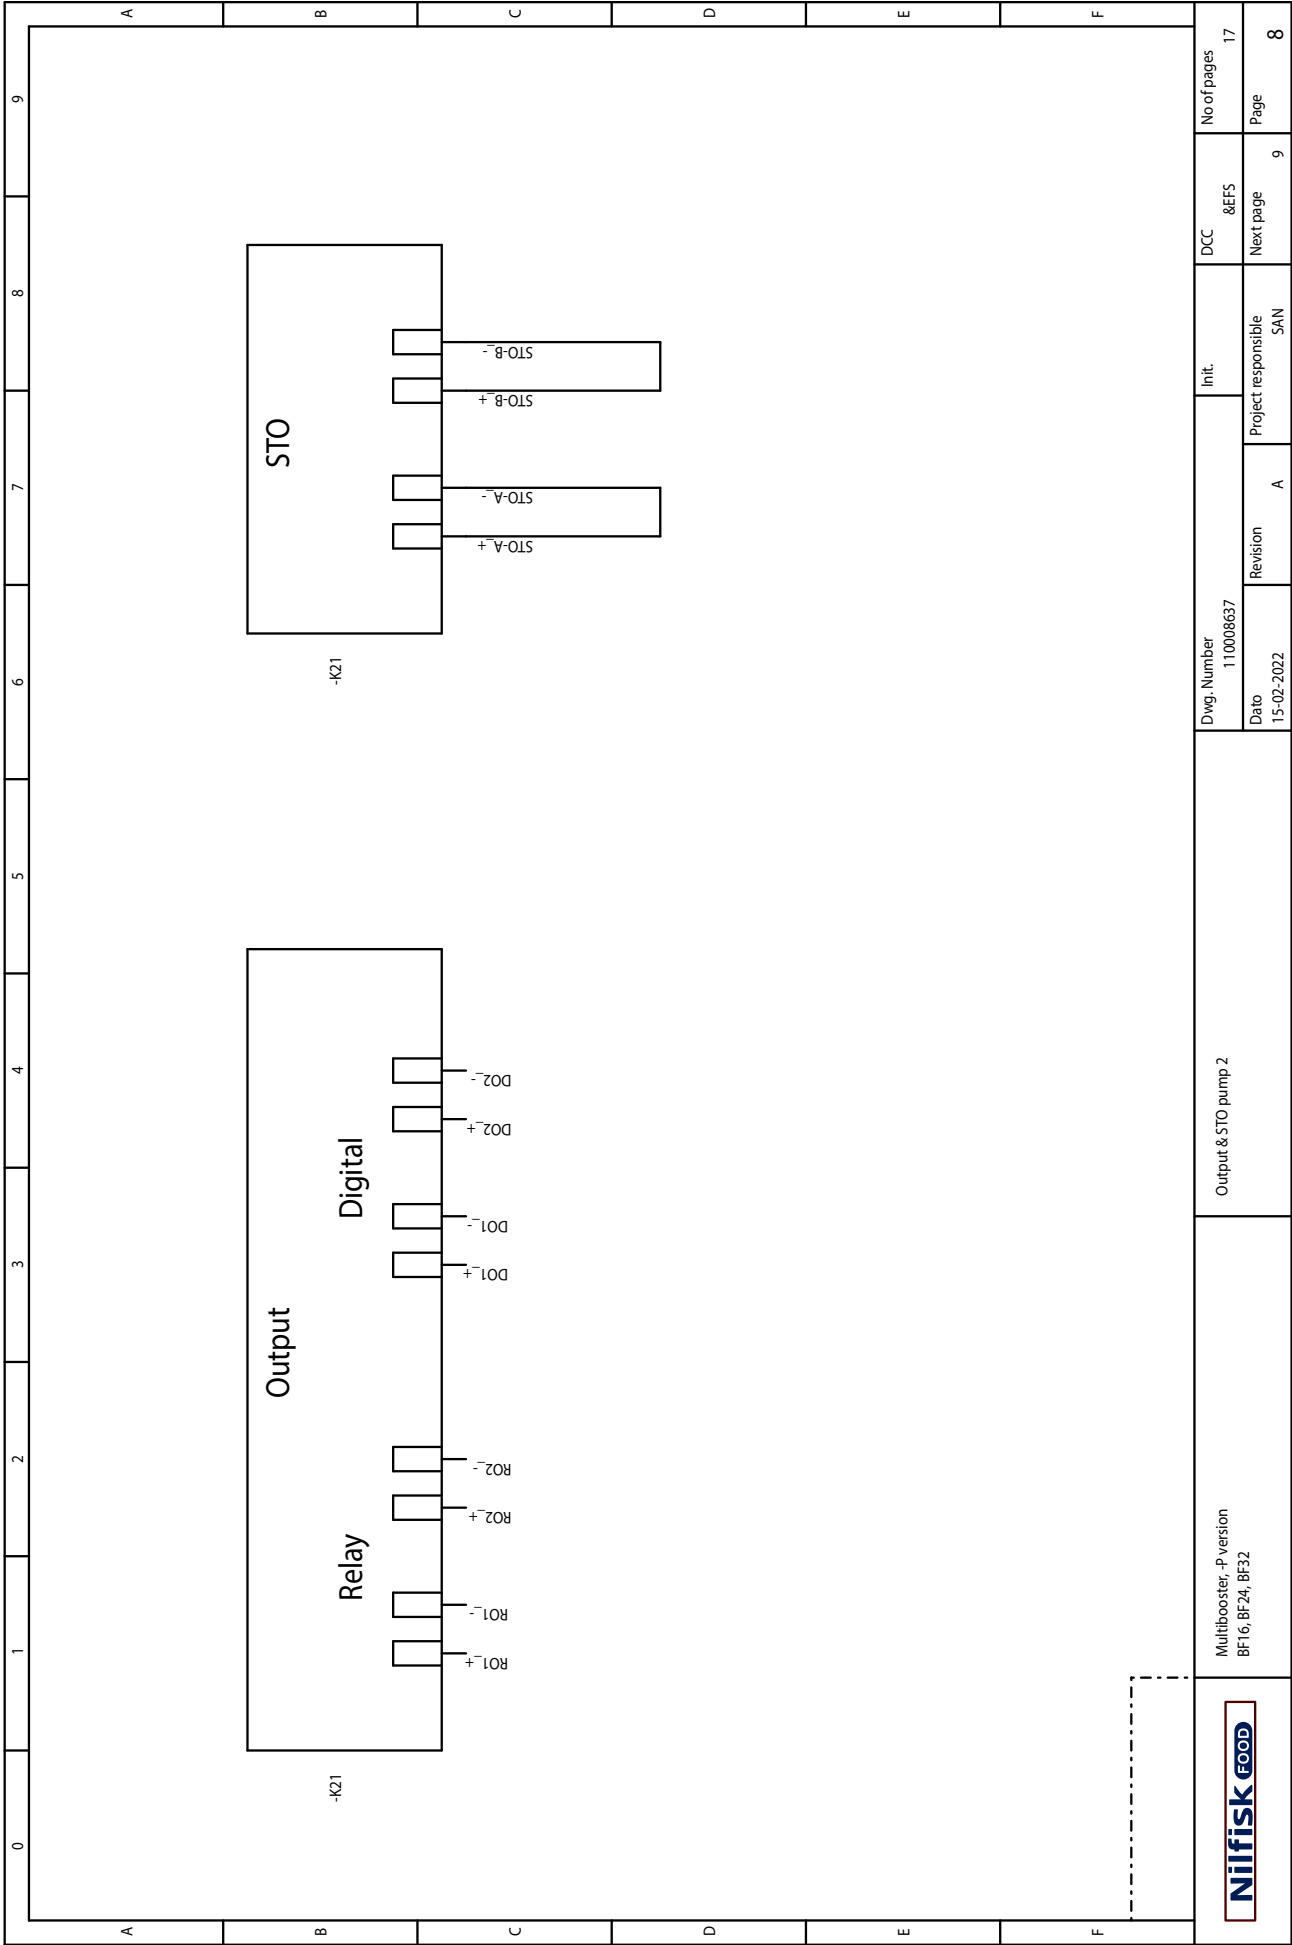 0
1
2
3
4
5
6
7
8
9
A
A
B
B
C
C
D
D
E
E
F
F
-K21
Output
Relay
Digital
RO1_+
RO1_-
RO2_+
RO2_-
DO1_+
DO1_-
DO2_+
DO2_-
-K21
STO
STO-A_+
STO-A_-
STO-B_+
STO-B_-
Nilfisk FOOD
Multibooster, -P version
BF16, BF24, BF32
Output & STO pump 2
Dwg. Number
110008637
Init.
DCC
&EFS
No of pages
17
Dato
15-02-2022
Revision
A
Project responsible
SAN
Next page
9
Page
8